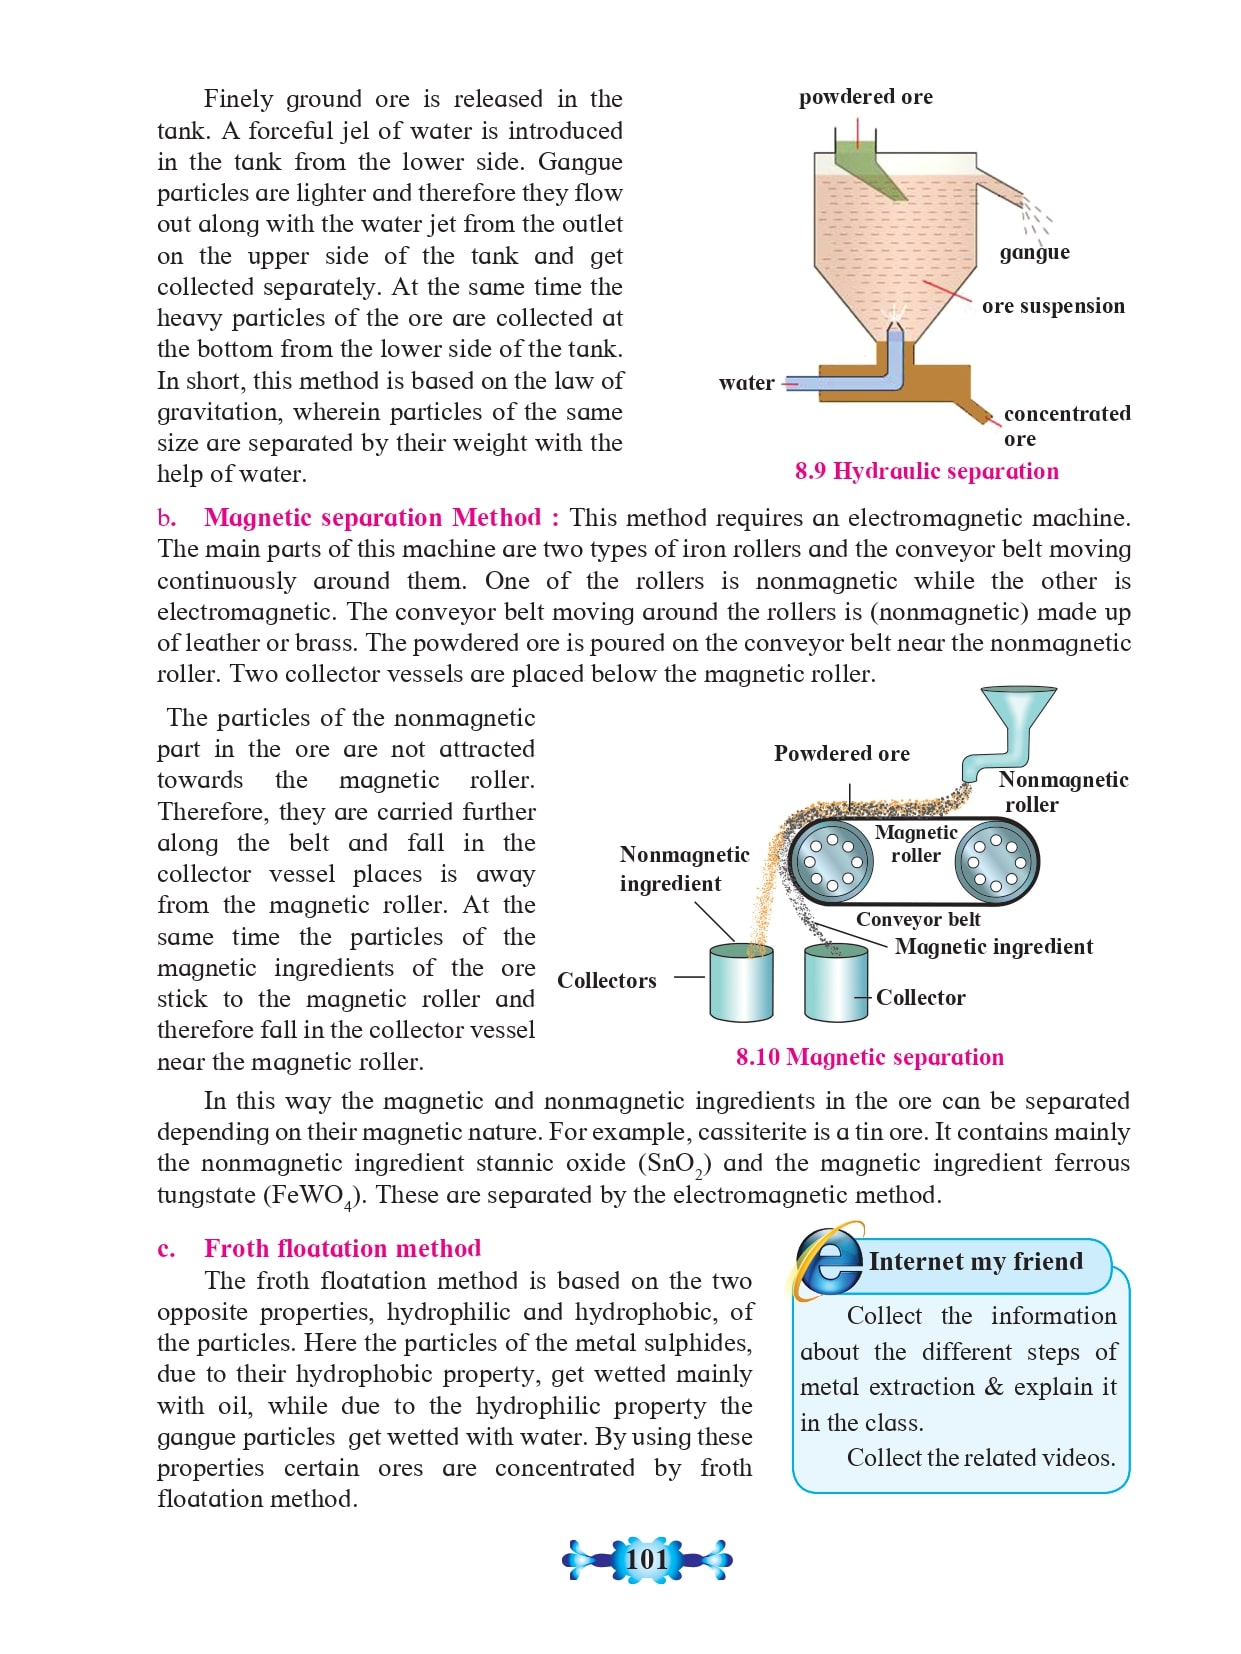 Finely ground ore is released in the
tank. A forceful jel of water is introduced
in the tank from the lower side. Gangue
particles are lighter and therefore they flow
out along with the water jet from the outlet
on the upper side of the tank and get
collected separately. At the same time the
heavy particles of the ore are collected at
the bottom from the lower side of the tank.
In short, this method is based on the law of
gravitation, wherein particles of the same
size are separated by their weight with the
help of water.
powdered ore
gangue
ore suspension
water
concentrated
ore
8.9 Hydraulic separation
b. Magnetic separation Method : This method requires an electromagnetic machine.
The main parts of this machine are two types of iron rollers and the conveyor belt moving
continuously around them. One of the rollers is nonmagnetic while the other is
electromagnetic. The conveyor belt moving around the rollers is (nonmagnetic) made up
of leather or brass. The powdered ore is poured on the conveyor belt near the nonmagnetic
roller. Two collector vessels are placed below the magnetic roller.
The particles of the nonmagnetic
part in the ore are not attracted
towards the magnetic roller.
Therefore, they are carried further
along the belt and fall in the
collector vessel places is away
from the magnetic roller. At the
same time the particles of the
magnetic ingredients of the ore
stick to the magnetic roller and
therefore fall in the collector vessel
near the magnetic roller.
Powdered ore
Nonmagnetic
roller
Magnetic
roller
Nonmagnetic
ingredient
Conveyor belt
Magnetic ingredient
Collectors
Collector
8.10 Magnetic separation
In this way the magnetic and nonmagnetic ingredients in the ore can be separated
depending on their magnetic nature. For example, cassiterite is a tin ore. It contains mainly
the nonmagnetic ingredient stannic oxide (SnO₂) and the magnetic ingredient ferrous
tungstate (FeWO₄). These are separated by the electromagnetic method.
c. Froth floatation method
The froth floatation method is based on the two
opposite properties, hydrophilic and hydrophobic, of
the particles. Here the particles of the metal sulphides,
due to their hydrophobic property, get wetted mainly
with oil, while due to the hydrophilic property the
gangue particles get wetted with water. By using these
properties certain ores are concentrated by froth
floatation method.
Internet my friend
Collect the information
about the different steps of
metal extraction & explain it
in the class.
Collect the related videos.
101